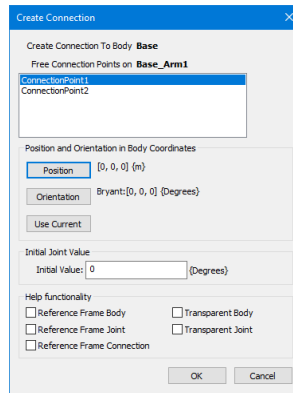 Create Connection
Create Connection To Body Base
Free Connection Points on Base_Arm1
ConnectionPoint1
ConnectionPoint2
Position and Orientation in Body Coordinates
Position [0, 0, 0] {m}
Orientation Bryant:[0, 0, 0] {Degrees}
Use Current
Initial Joint Value
Initial Value: 0 {Degrees}
Help functionality
Reference Frame Body Transparent Body
Reference Frame Joint Transparent Joint
Reference Frame Connection
OK Cancel